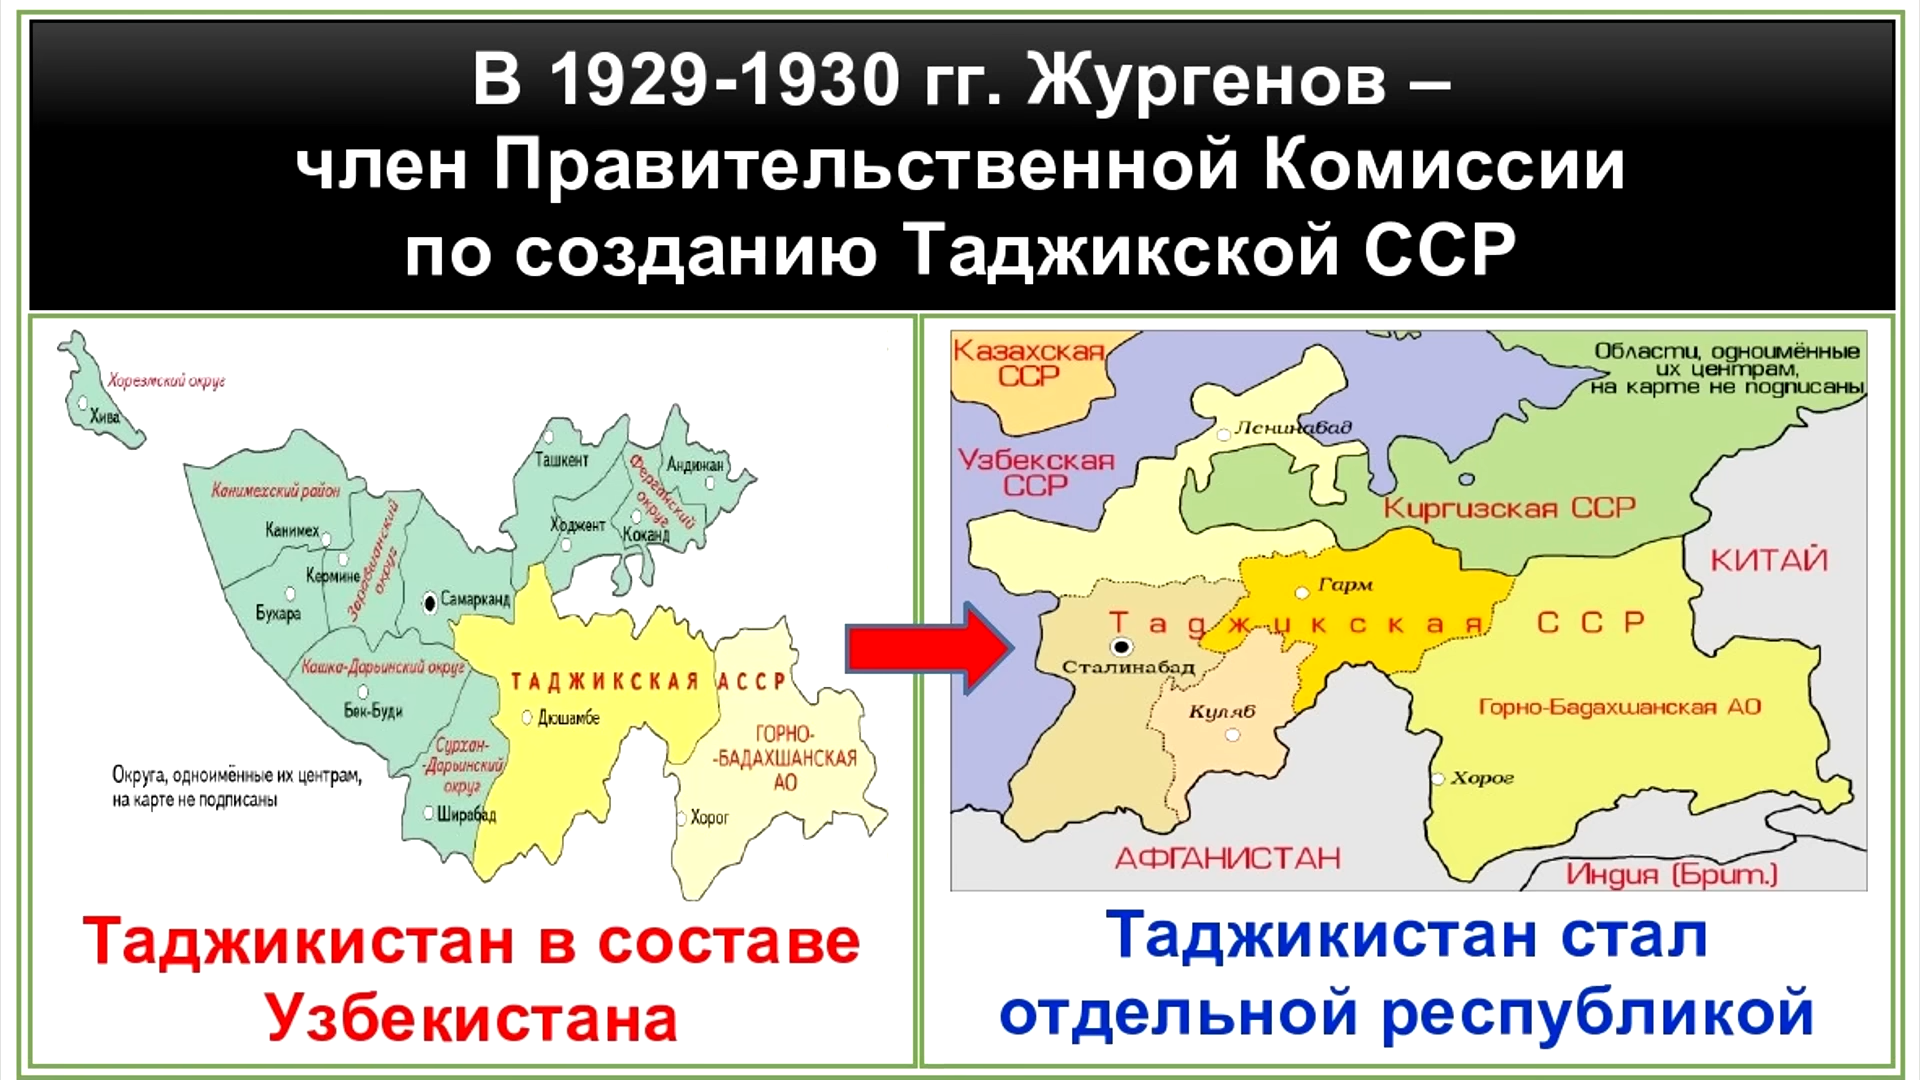 В 1929-1930 гг. Жургенов –
член Правительственной Комиссии
по созданию Таджикской ССР
Хорезмский округ
Хива
Канимехский район
Канимех
Кермине
Зеравшанский
округ
Бухара
Самарканд
Ташкент
Ферганский
округ
Андижан
Ходжент
Коканд
Кашка-Дарьинский округ
Бек-Буди
Сурхан-
-Дарьинский
округ
Ширабад
ТАДЖИКСКАЯ АССР
Дюшамбе
ГОРНО-
-БАДАХШАНСКАЯ
АО
Хорог
Округа, одноимённые их центрам,
на карте не подписаны
Таджикистан в составе
Узбекистана
Казахская
ССР
Области, одноимённые
их центрам,
на карте не подписаны
Ленинабад
Узбекская
ССР
Киргизская ССР
КИТАЙ
Гарм
Таджикская ССР
Сталинабад
Куляб
Горно-Бадахшанская АО
Хорог
АФГАНИСТАН
Индия (Брит.)
Таджикистан стал
отдельной республикой